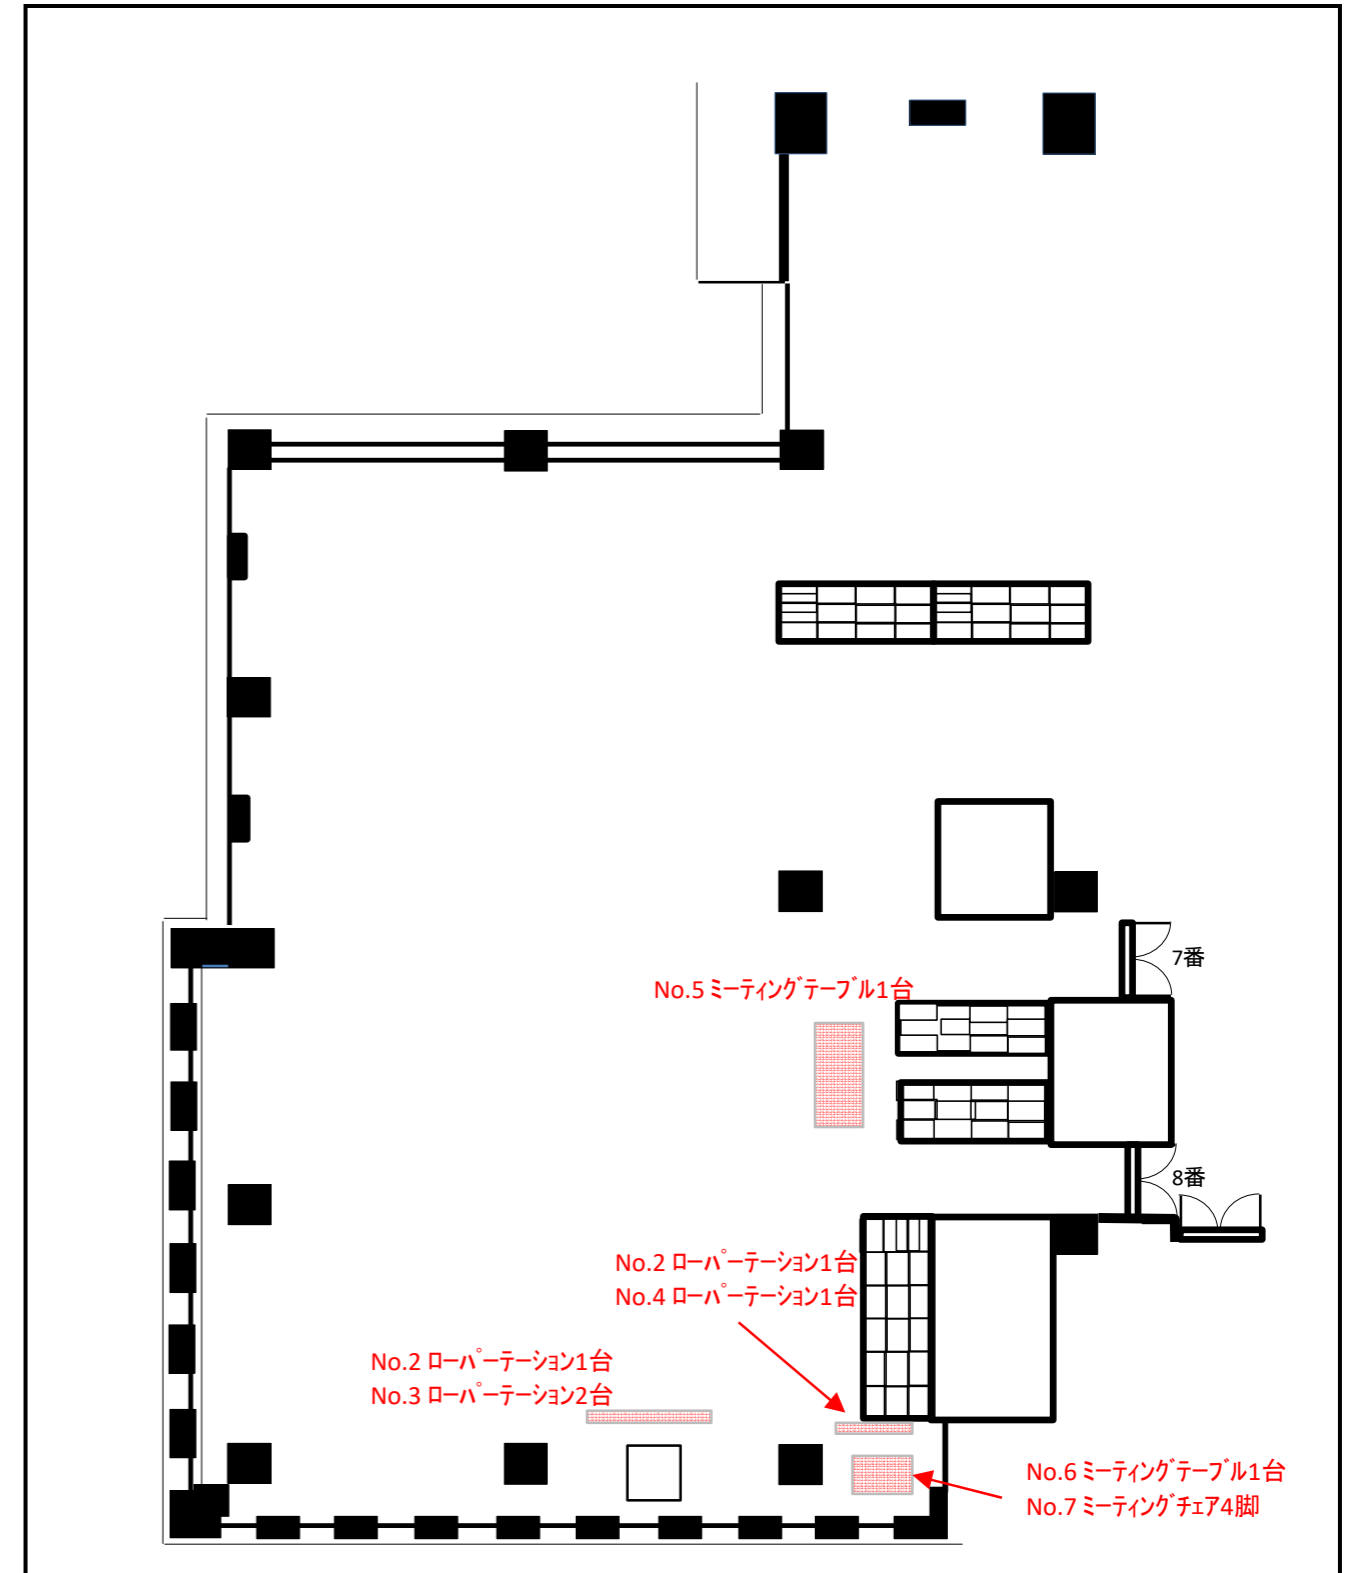 7番
No.5 ミーティングテーブル1台
8番
No.2 ローパーテーション1台
No.4 ローパーテーション1台
No.2 ローパーテーション1台
No.3 ローパーテーション2台
No.6 ミーティングテーブル1台
No.7 ミーティングチェア4脚